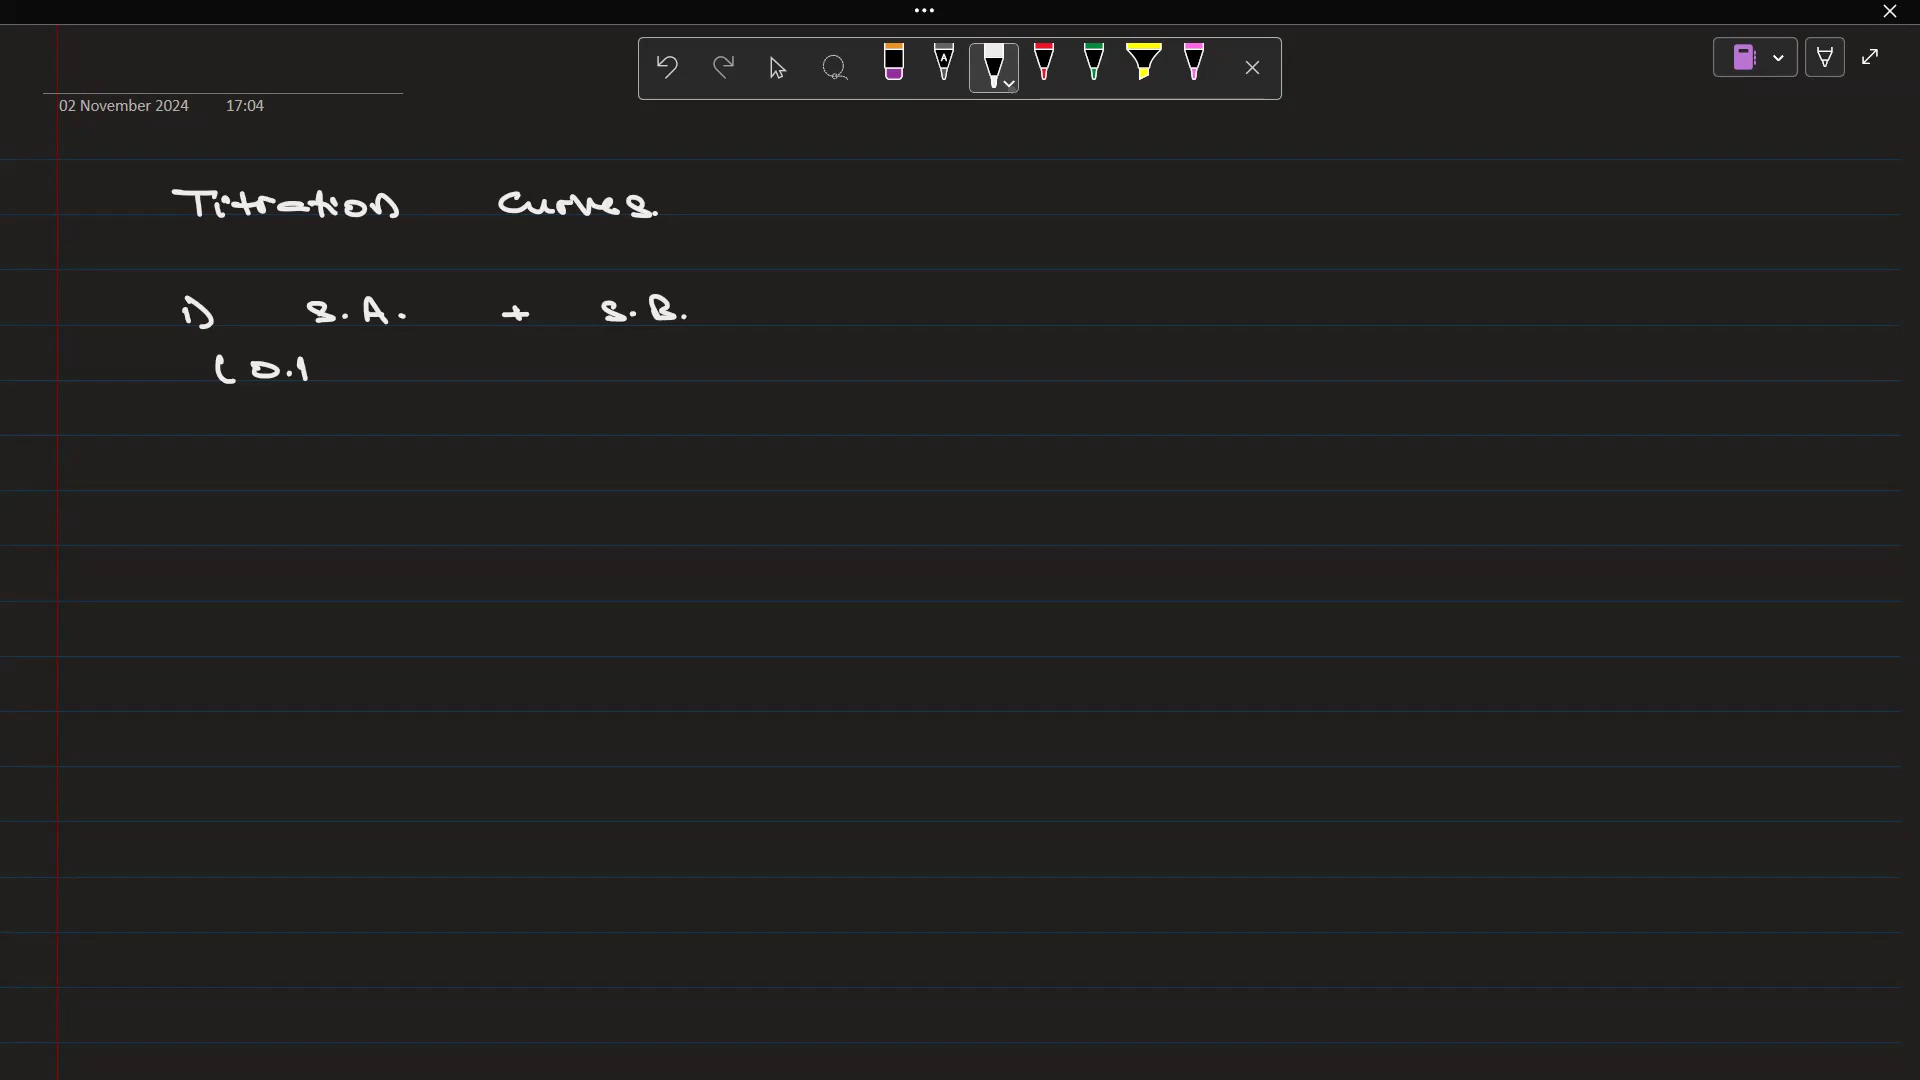 02 November 2024 17:04
Titration Curves.
i) S.A. + S.B.
( 0.1